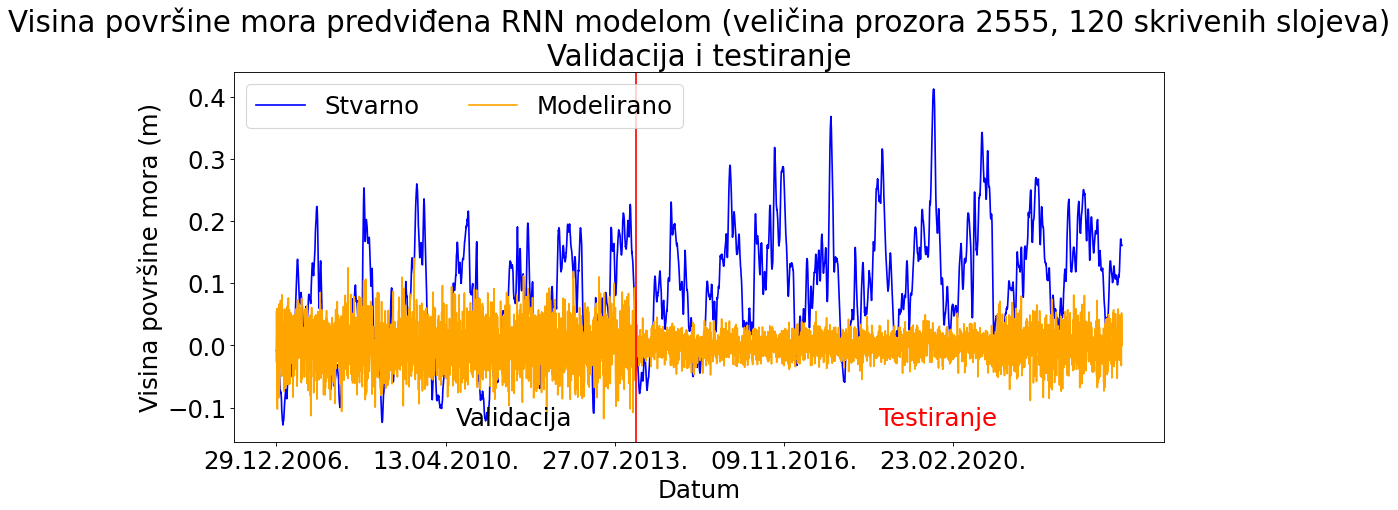 Visina površine mora predviđena RNN modelom (veličina prozora 2555, 120 skrivenih slojeva)
Validacija i testiranje
Stvarno
Modelirano
Visina površine mora (m)
0.4
0.3
0.2
0.1
0.0
−0.1
Validacija
Testiranje
29.12.2006.
13.04.2010.
27.07.2013.
09.11.2016.
23.02.2020.
Datum